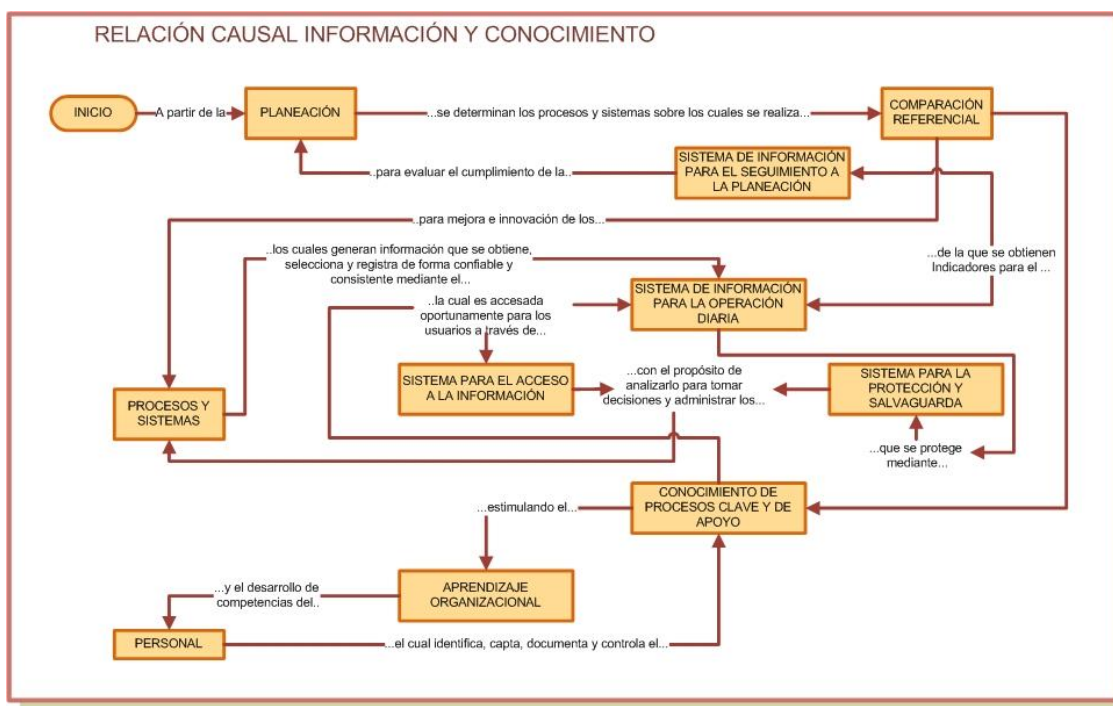 RELACIÓN CAUSAL INFORMACIÓN Y CONOCIMIENTO
INICIO
A partir de la
PLANEACIÓN
...se determinan los procesos y sistemas sobre los cuales se realiza...
COMPARACIÓN
REFERENCIAL
..para evaluar el cumplimiento de la..
SISTEMA DE INFORMACIÓN
PARA EL SEGUIMIENTO A
LA PLANEACIÓN
..para mejora e innovación de los...
..los cuales generan información que se obtiene,
selecciona y registra de forma confiable y
consistente mediante el...
...de la que se obtienen
Indicadores para el ...
SISTEMA DE INFORMACIÓN
PARA LA OPERACIÓN
DIARIA
..la cual es accesada
oportunamente para los
usuarios a través de...
SISTEMA PARA EL ACCESO
A LA INFORMACIÓN
...con el propósito de
analizarlo para tomar
decisiones y administrar los...
SISTEMA PARA LA
PROTECCIÓN Y
SALVAGUARDA
PROCESOS Y
SISTEMAS
...que se protege
mediante...
CONOCIMIENTO DE
PROCESOS CLAVE Y DE
APOYO
...estimulando el...
APRENDIZAJE
ORGANIZACIONAL
...y el desarrollo de
competencias del..
PERSONAL
...el cual identifica, capta, documenta y controla el...